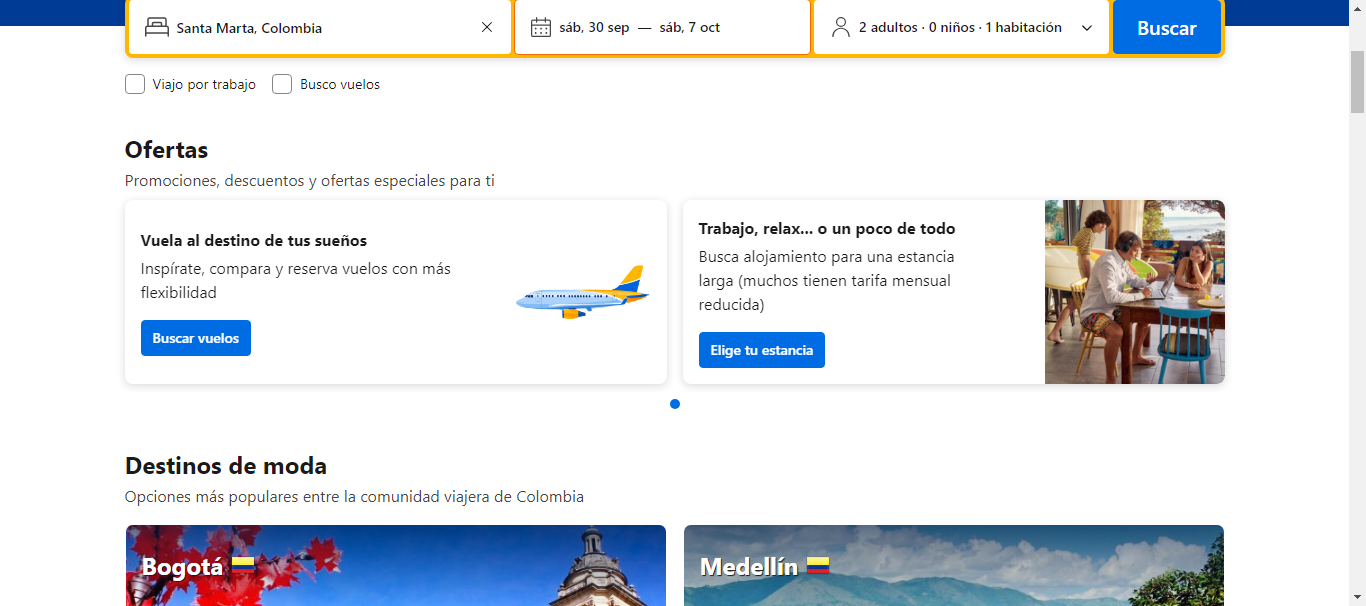 Santa Marta, Colombia
sáb, 30 sep — sáb, 7 oct
2 adultos · 0 niños · 1 habitación
Buscar
Viajo por trabajo
Busco vuelos
Ofertas
Promociones, descuentos y ofertas especiales para ti
Vuela al destino de tus sueños
Inspírate, compara y reserva vuelos con más
flexibilidad
Buscar vuelos
Trabajo, relax... o un poco de todo
Busca alojamiento para una estancia
larga (muchos tienen tarifa mensual
reducida)
Elige tu estancia
Destinos de moda
Opciones más populares entre la comunidad viajera de Colombia
Bogotá
Medellín